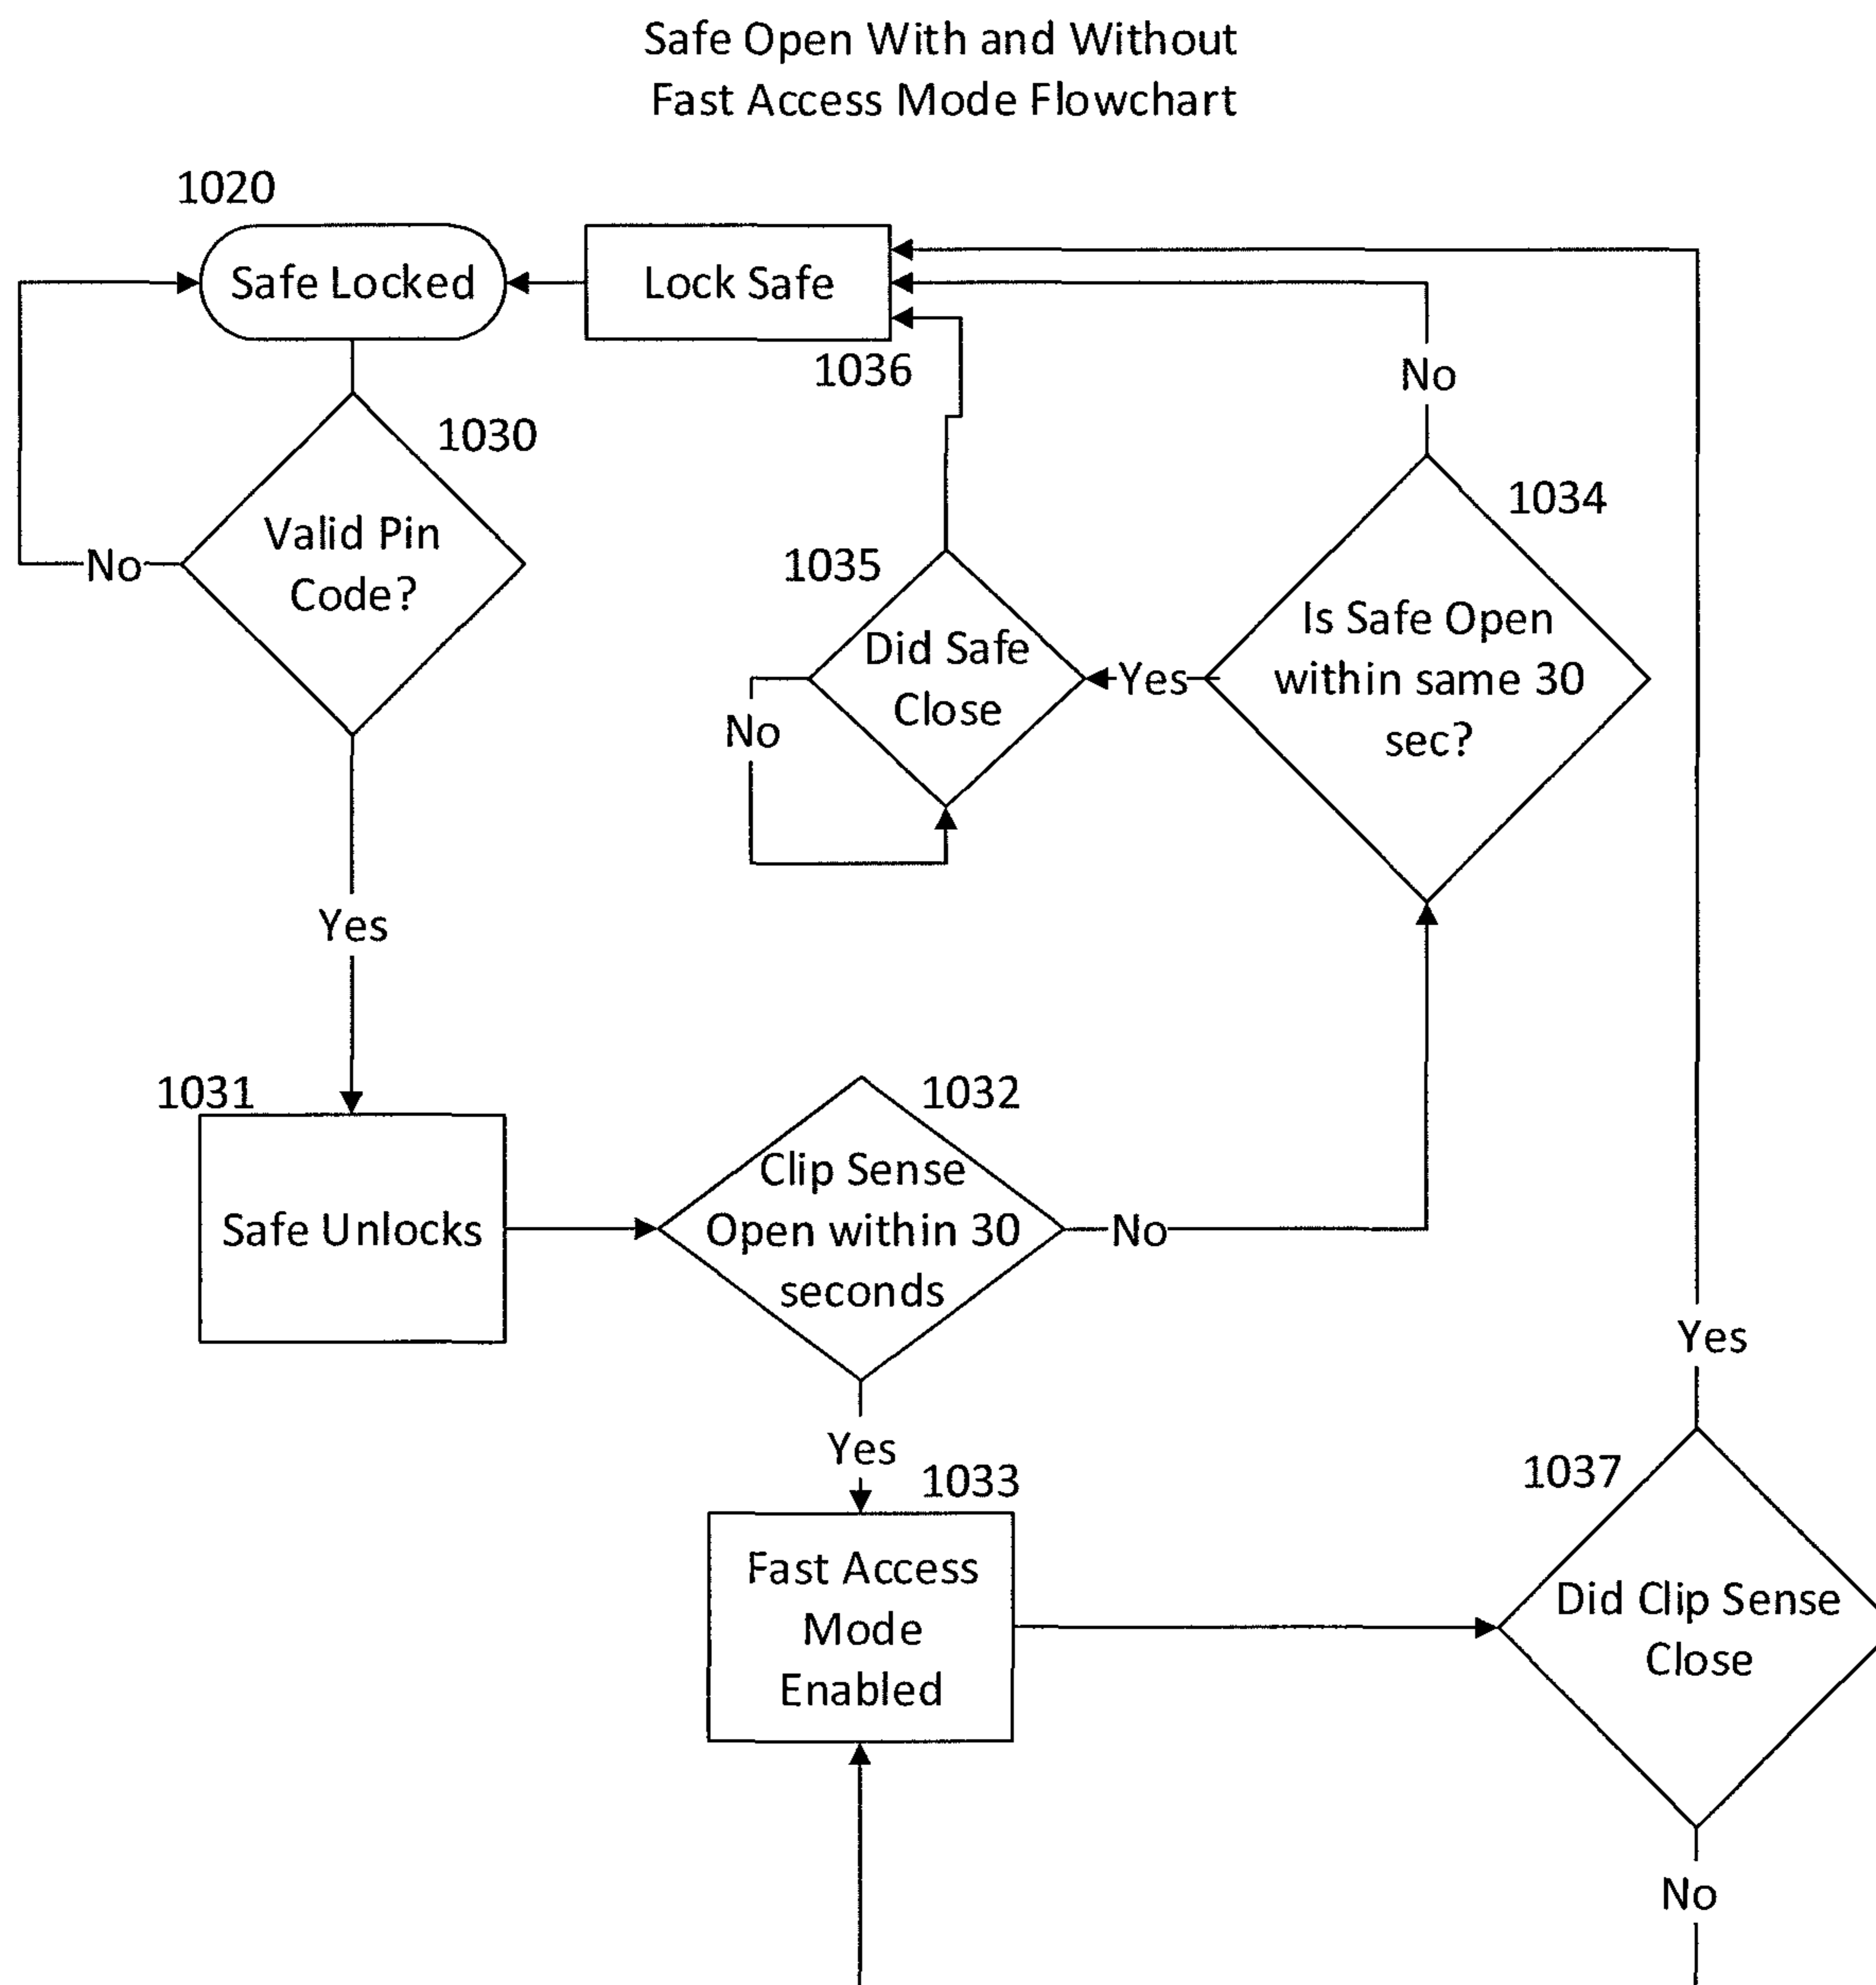 Safe Open With and Without
Fast Access Mode Flowchart
1020
Safe Locked
Lock Safe
1036
No
1030
Valid Pin
Code?
No
1034
Is Safe Open
within same 30
sec?
1035
Did Safe
Close
Yes
No
Yes
1031
Safe Unlocks
1032
Clip Sense
Open within 30
seconds
No
Yes
Yes
1033
Fast Access
Mode
Enabled
1037
Did Clip Sense
Close
No